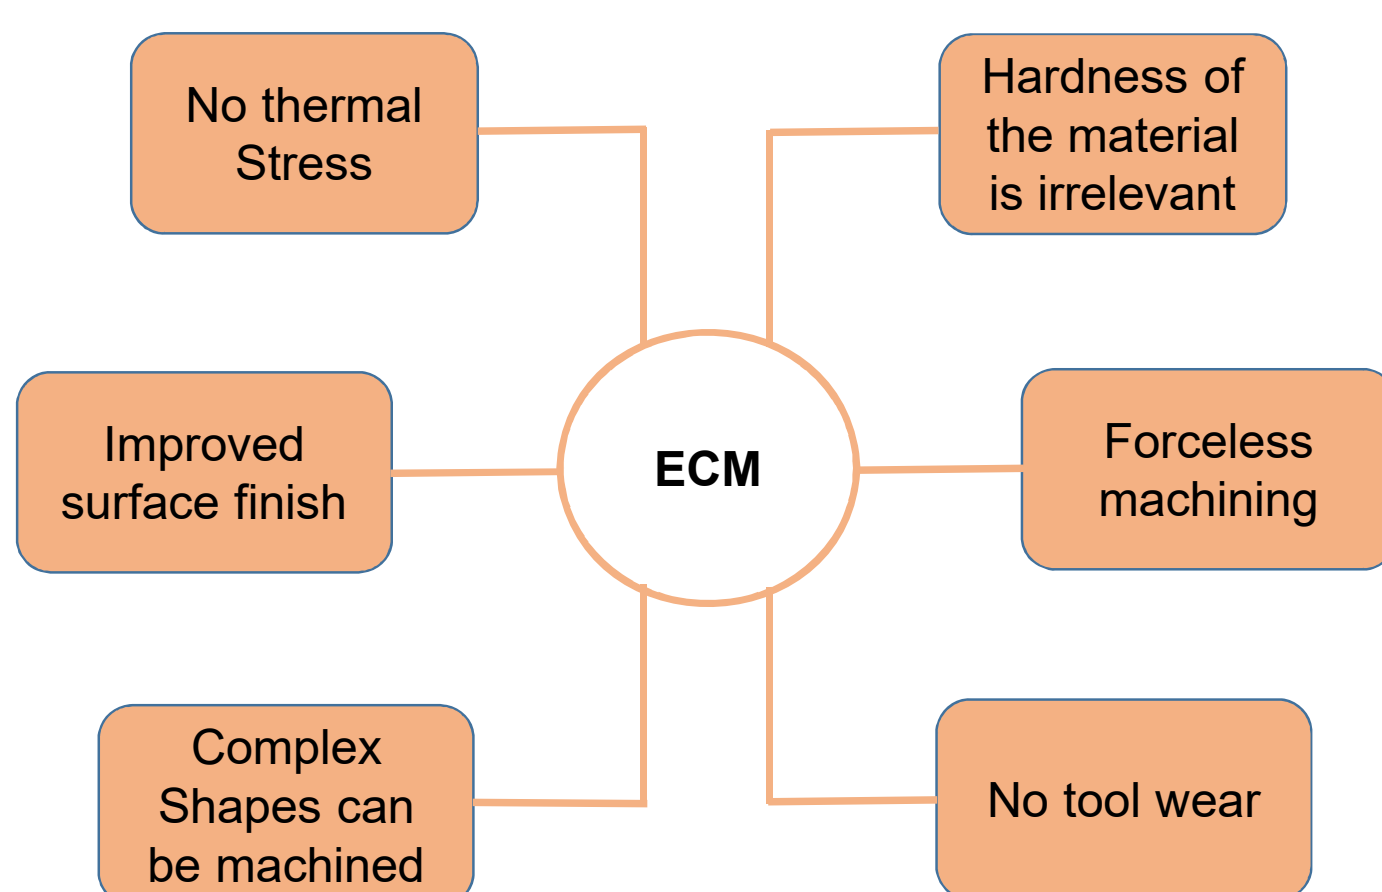 No thermal
Stress
Hardness of
the material
is irrelevant
Improved
surface finish
ECM
Forceless
machining
Complex
Shapes can
be machined
No tool wear